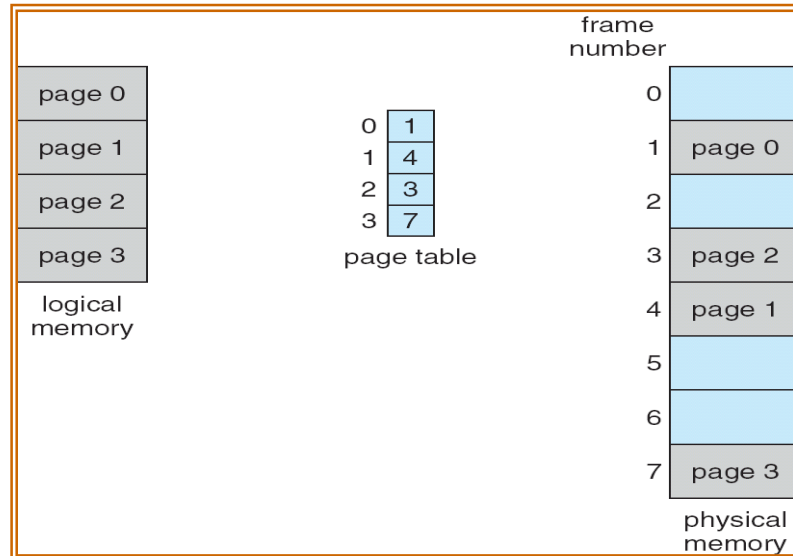 page 0
page 1
page 2
page 3
logical
memory
0 1
1 4
2 3
3 7
page table
frame
number
0
1 page 0
2
3 page 2
4 page 1
5
6
7 page 3
physical
memory